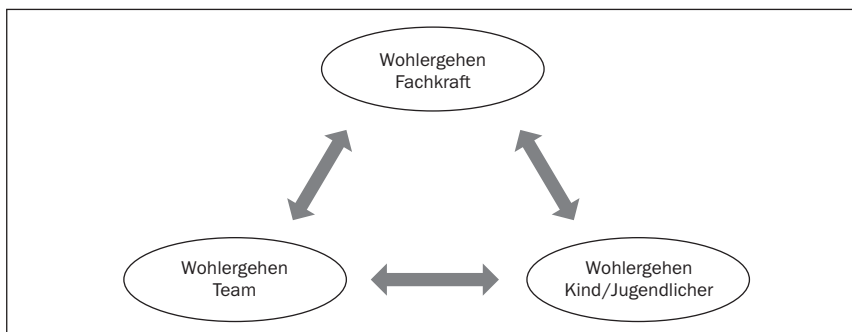 Wohlergehen
Fachkraft
Wohlergehen
Team
Wohlergehen
Kind/Jugendlicher